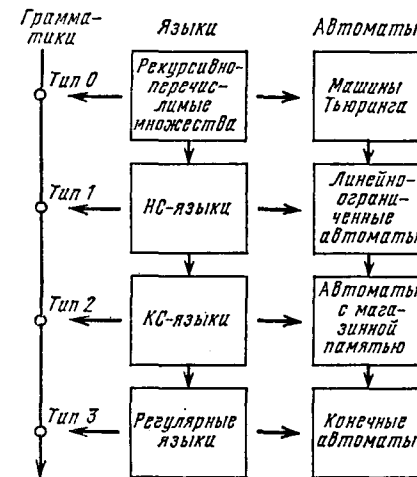 Грамма-
тики
Языки
Автоматы
Тип 0
Рекурсивно-
перечис-
лимые
множества
Машины
Тьюринга
Тип 1
НС-языки
Линейно-
ограни-
ченные
автоматы
Тип 2
КС-языки
Автоматы
с мага-
зинной
памятью
Тип 3
Регулярные
языки
Конечные
автоматы